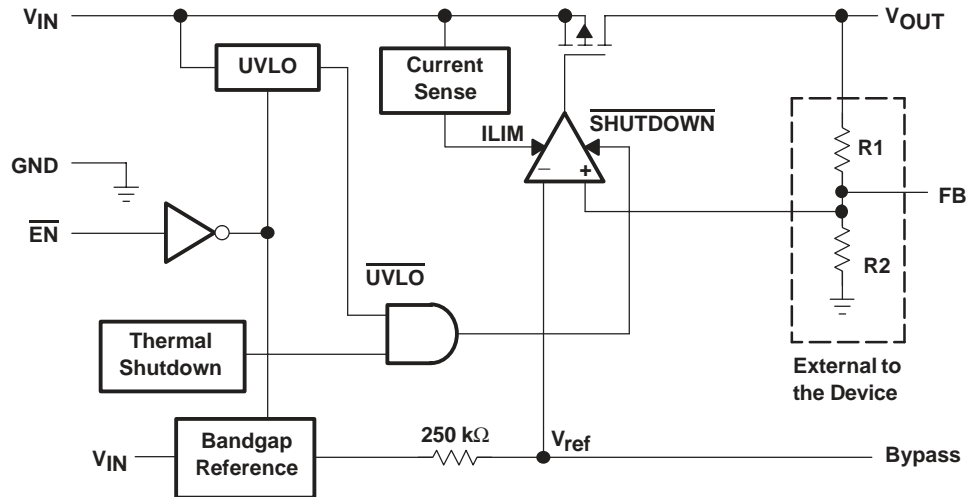 VIN
VOUT
UVLO
Current
Sense
SHUTDOWN
ILIM
R1
GND
− +
FB
EN
R2
UVLO
Thermal
Shutdown
External to
the Device
250 kΩ
Vref
VIN
Bandgap
Reference
Bypass